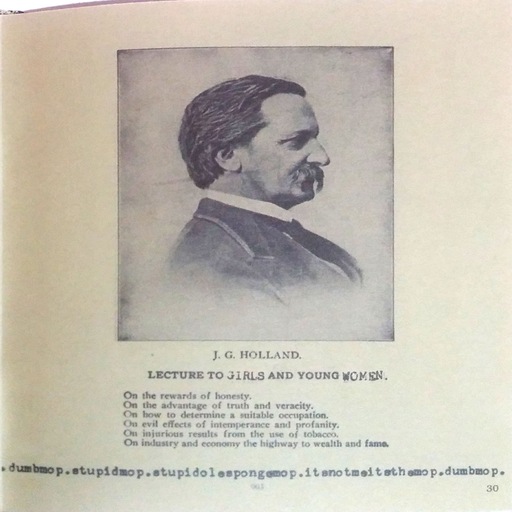 J. G. HOLLAND.
LECTURE TO GIRLS AND YOUNG WOMEN.
On the rewards of honesty.
On the advantage of truth and veracity.
On how to determine a suitable occupation.
On evil effects of intemperance and profanity.
On injurious results from the use of tobacco.
On industry and economy the highway to wealth and fame.
.dumbmop.stupidmop.stupidolespongemop.itsnotmeitsthemop.dumbmop.
30